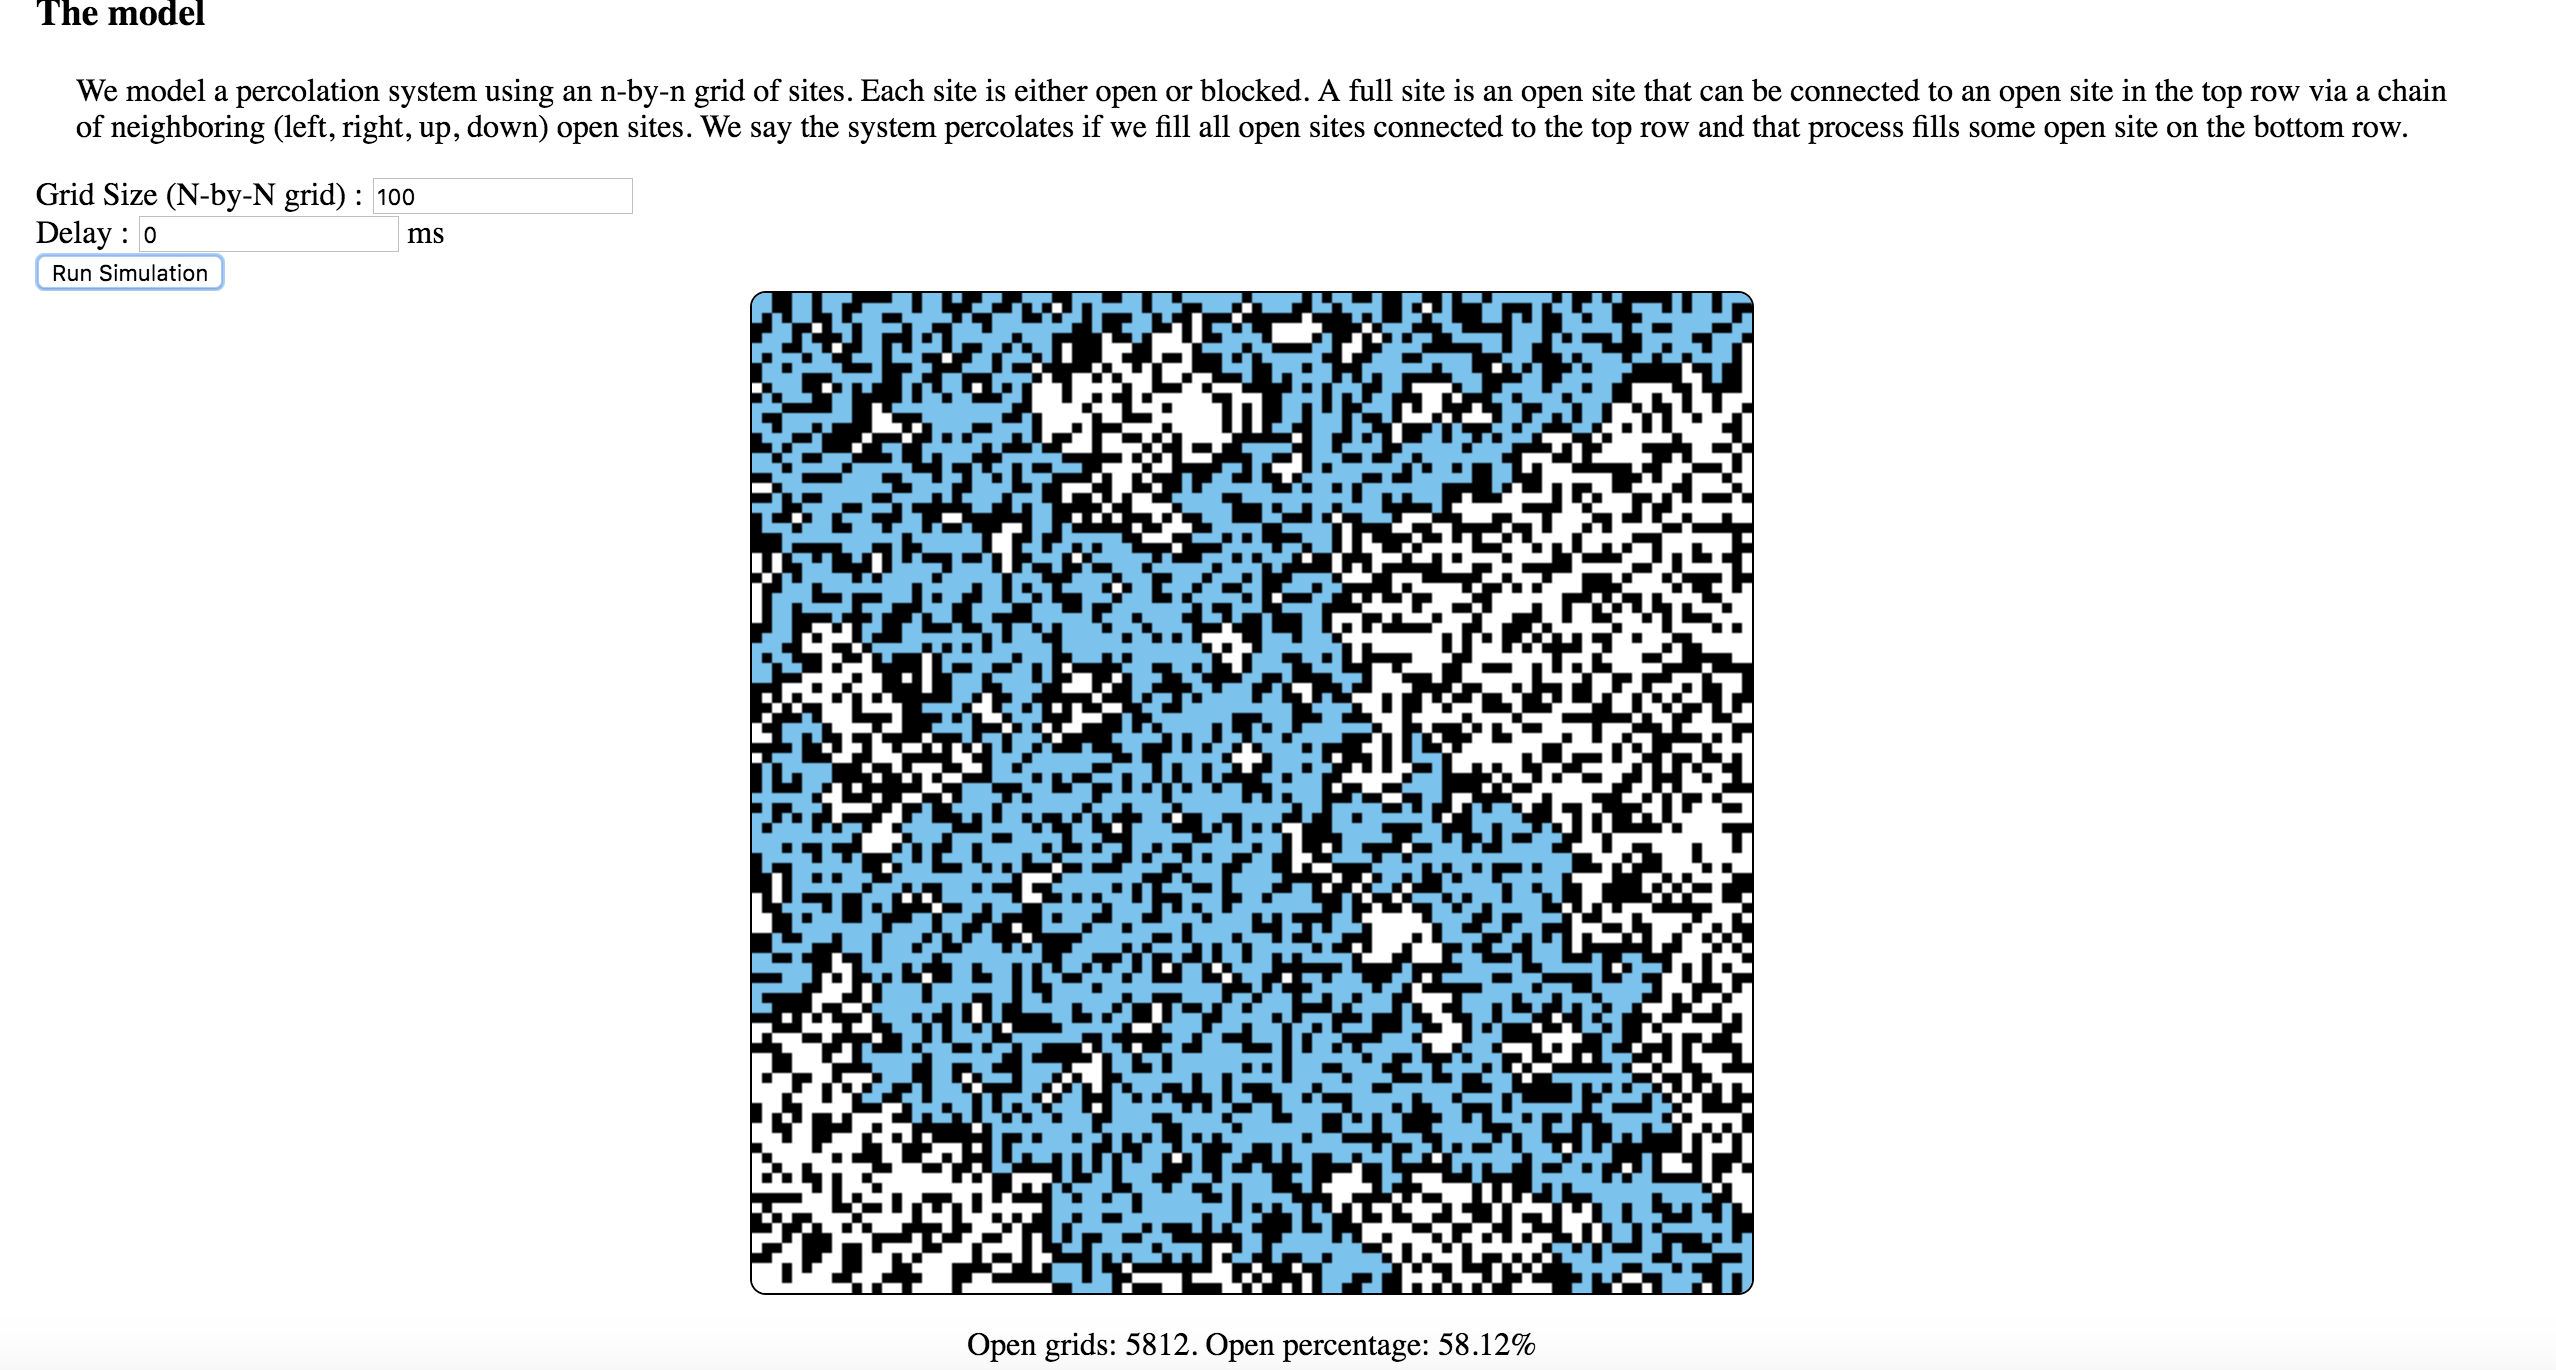 The model
We model a percolation system using an n-by-n grid of sites. Each site is either open or blocked. A full site is an open site that can be connected to an open site in the top row via a chain
of neighboring (left, right, up, down) open sites. We say the system percolates if we fill all open sites connected to the top row and that process fills some open site on the bottom row.
Grid Size (N-by-N grid) : 100
Delay : 0 ms
Run Simulation
Open grids: 5812. Open percentage: 58.12%